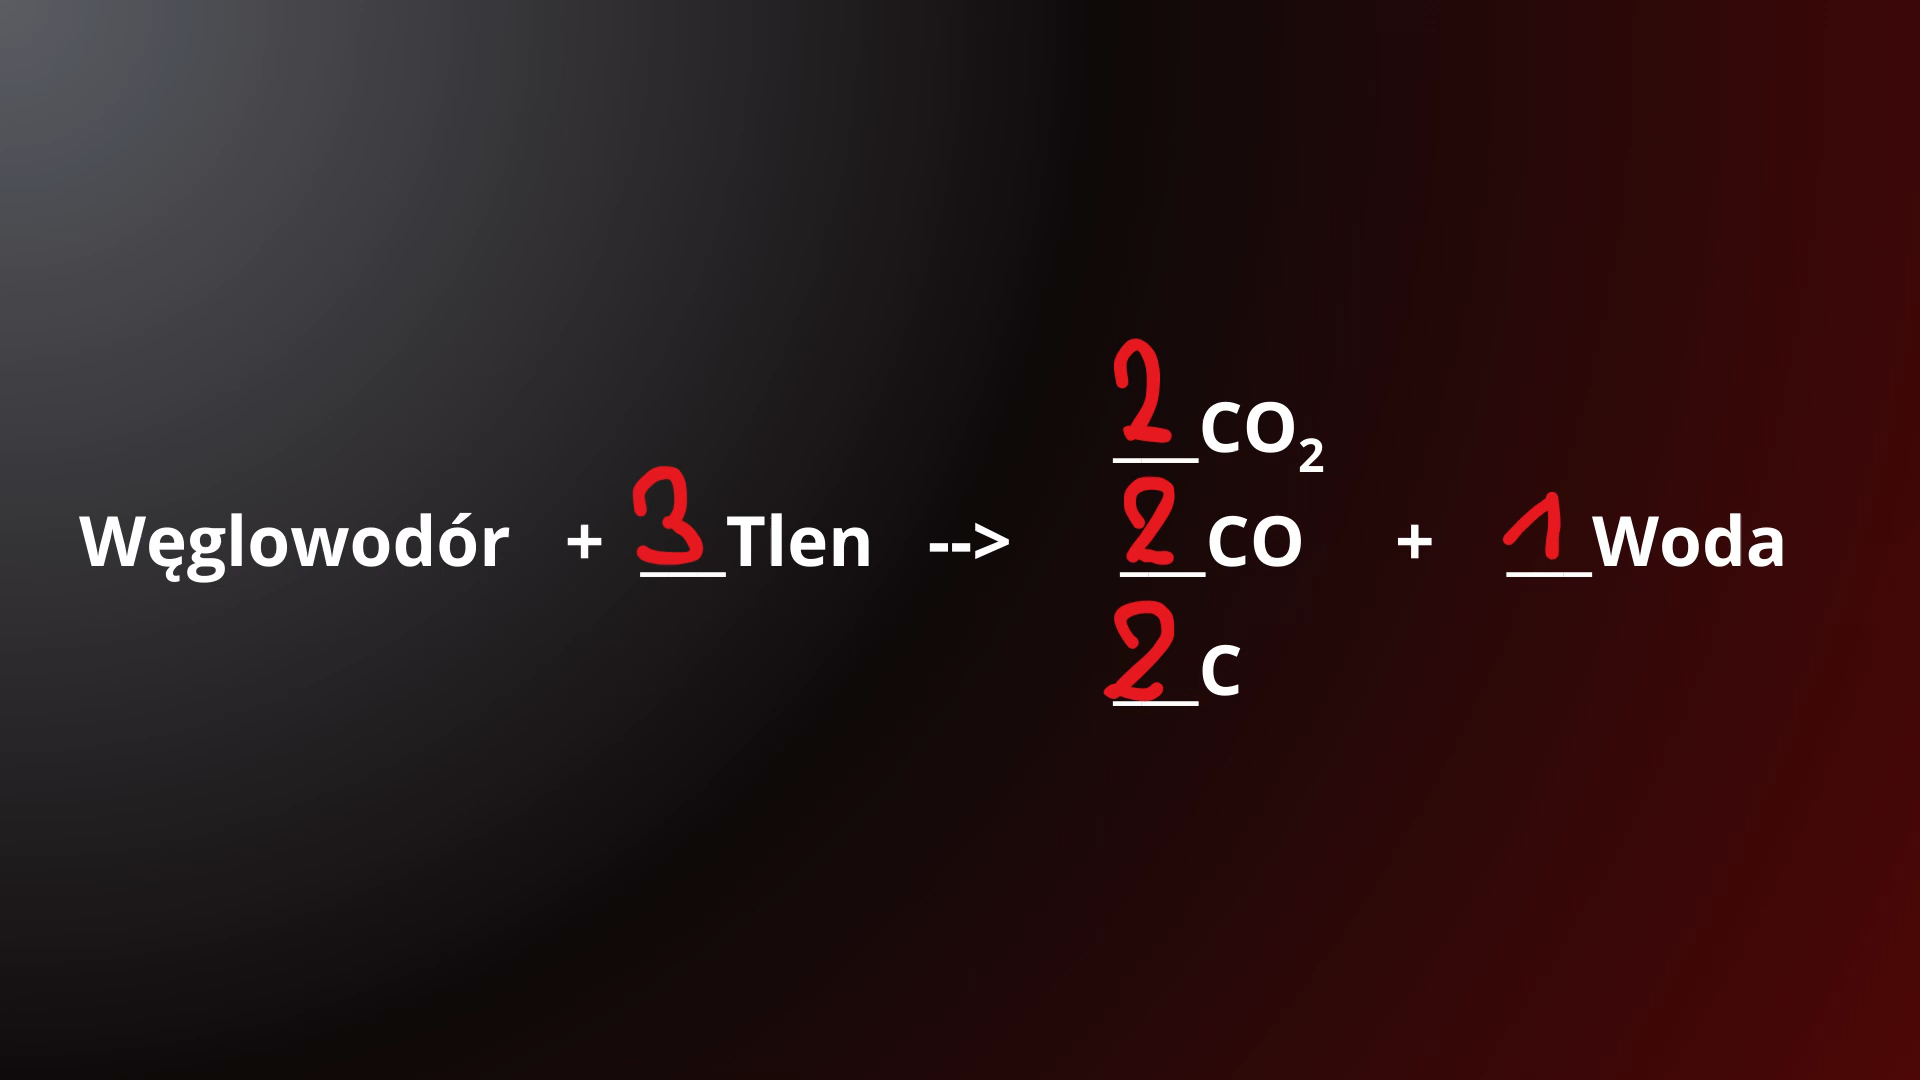 2 CO₂
Węglowodór + 3 Tlen --> 2 CO + 1 Woda
2 C